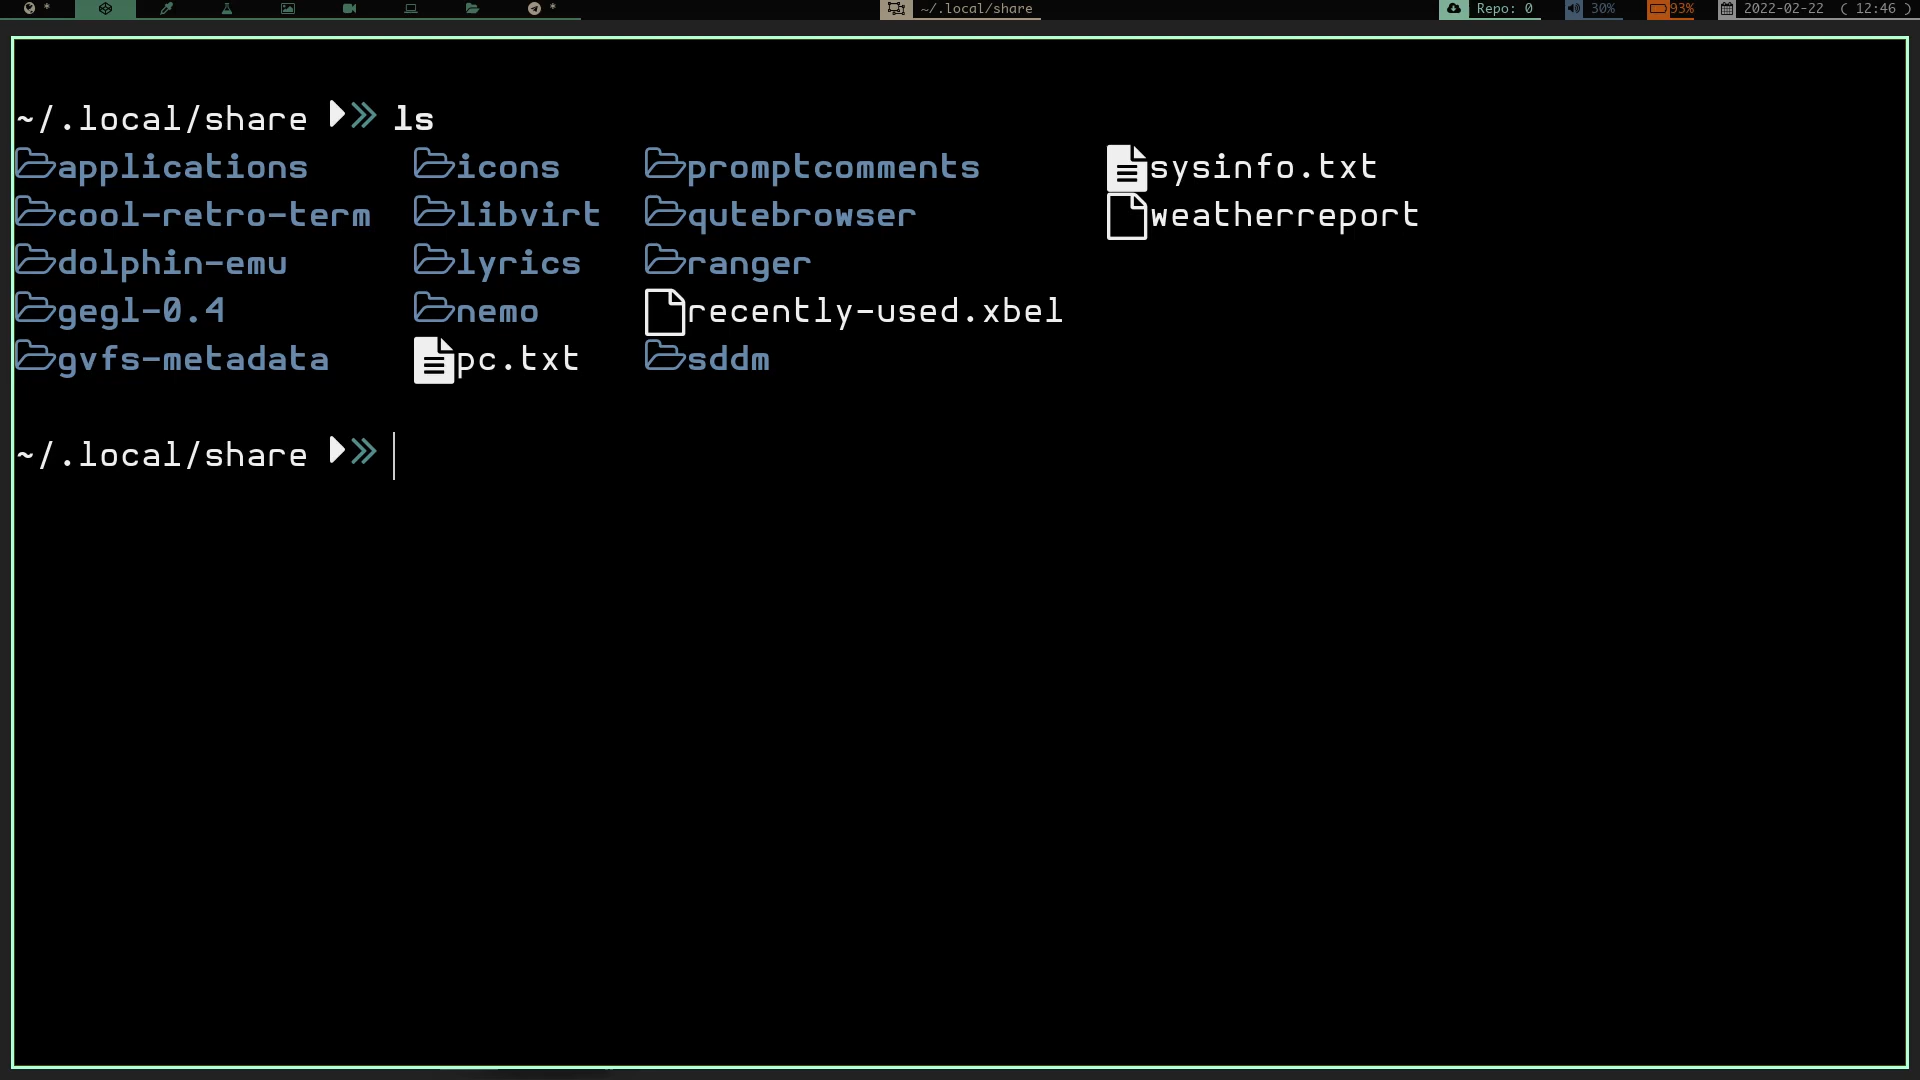 * * ~/.local/share Repo: 0 30% 93% 2022-02-22 ( 12:46 )
~/.local/share ls
applications icons promptcomments sysinfo.txt
cool-retro-term libvirt qutebrowser weatherreport
dolphin-emu lyrics ranger
gegl-0.4 nemo recently-used.xbel
gvfs-metadata pc.txt sddm
~/.local/share